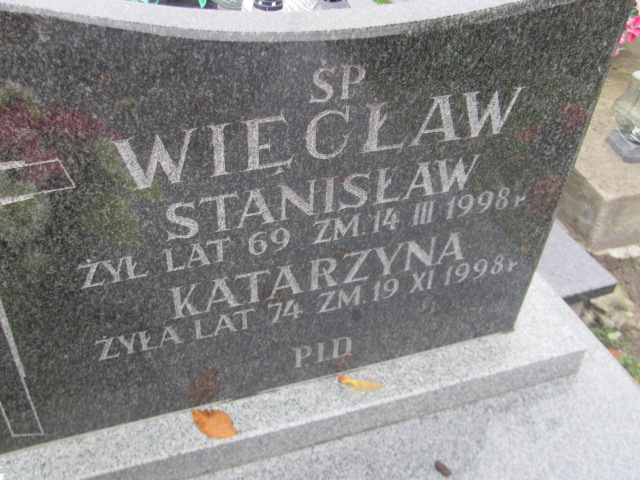 ŚP
WIĘCŁAW
STANISŁAW
ŻYŁ LAT 69 ZM. 14 III 1998 r
KATARZYNA
ŻYŁA LAT 74 ZM. 19 XI 1998 r
P.I.D